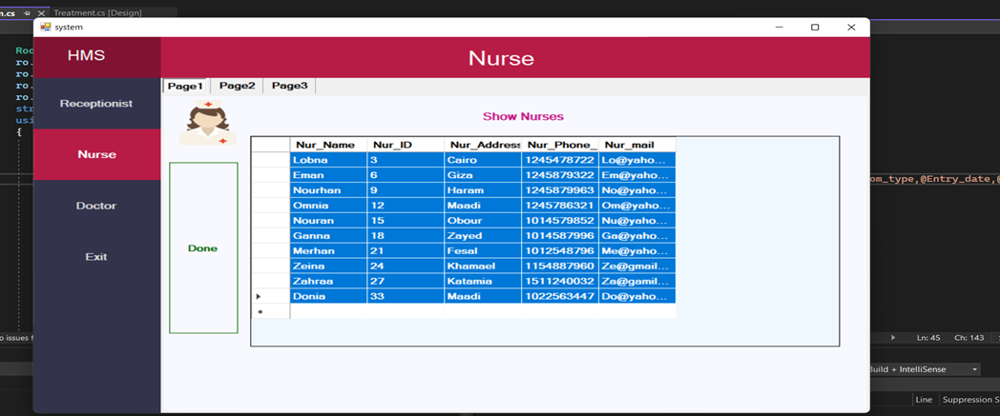 n.cs
Treatment.cs [Design]
system
HMS
Nurse
Receptionist
Nurse
Doctor
Exit
Page1 Page2 Page3
Show Nurses
Done
Nur_Name Nur_ID Nur_Address Nur_Phone_ Nur_mail
Lobna 3 Cairo 1245478722 Lo@yaho...
Eman 6 Giza 1245879322 Em@yaho...
Nourhan 9 Haram 1245879963 No@yaho...
Omnia 12 Maadi 1245786321 Om@yaho...
Nouran 15 Obour 1014579852 Nu@yaho...
Ganna 18 Zayed 1014587996 Ga@yaho...
Merhan 21 Fesal 1012548796 Me@yaho...
Zeina 24 Khamael 1154887960 Ze@gmail...
Zahraa 27 Katamia 1511240032 Za@gamil...
Donia 33 Maadi 1022563447 Do@yaho...
Roo
ro.
ro.
ro.
ro.
str
usi
{
om_type,@Entry_date,@
o issues f
Ln: 45 Ch: 143
Build + IntelliSense
Line Suppression S